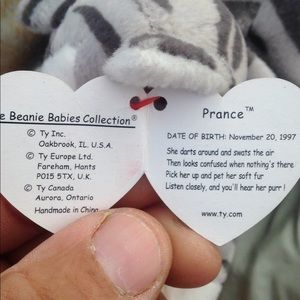 e Beanie Babies Collection®
© Ty Inc.
Oakbrook, IL. U.S.A.
© Ty Europe Ltd.
Fareham, Hants
PO15 5TX, U.K.
© Ty Canada
Aurora, Ontario
Handmade in China
Prance™
DATE OF BIRTH: November 20, 1997
She darts around and swats the air
Then looks confused when nothing's there
Pick her up and pet her soft fur
Listen closely, and you'll hear her purr !
www.ty.com